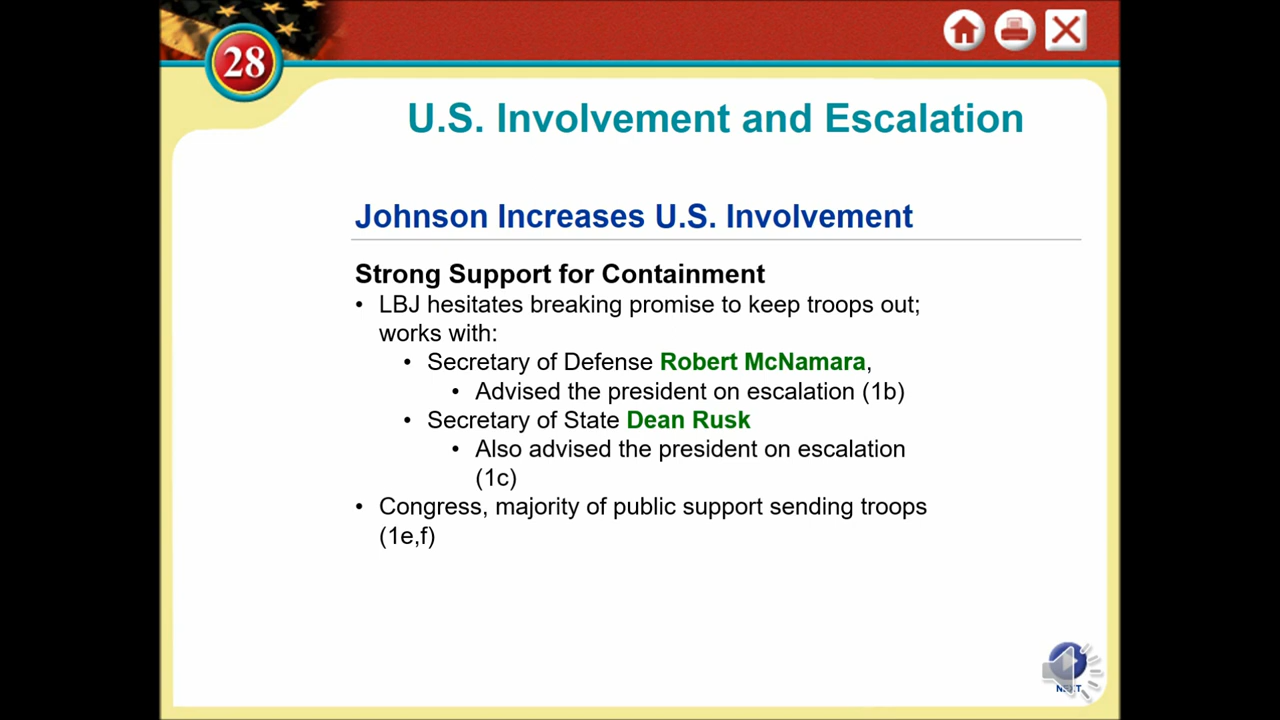 28
U.S. Involvement and Escalation
Johnson Increases U.S. Involvement
Strong Support for Containment
• LBJ hesitates breaking promise to keep troops out;
works with:
• Secretary of Defense Robert McNamara,
• Advised the president on escalation (1b)
• Secretary of State Dean Rusk
• Also advised the president on escalation
(1c)
• Congress, majority of public support sending troops
(1e,f)
NEXT